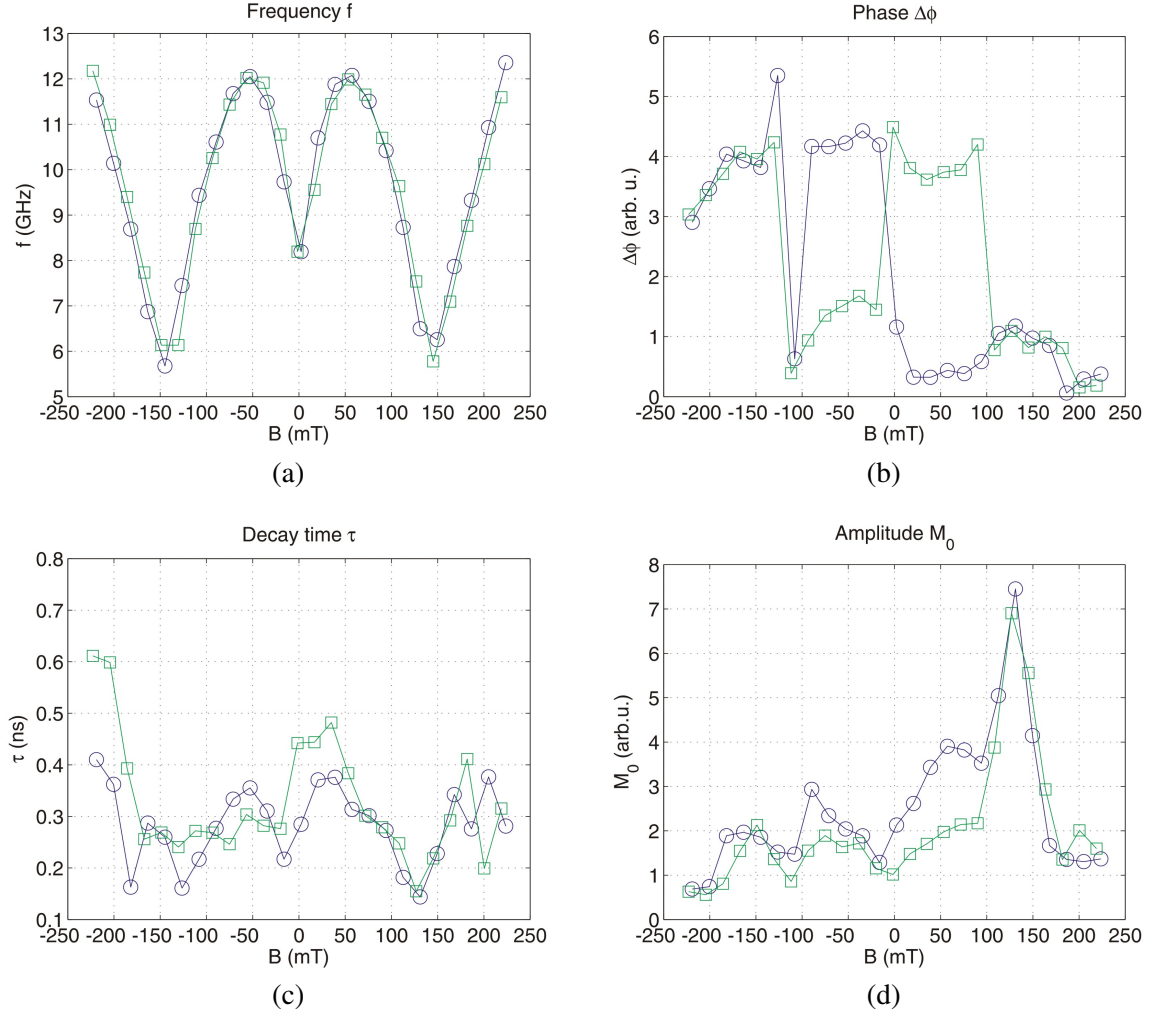 Frequency f
13
12
11
10
9
8
7
6
5
f (GHz)
-250 -200 -150 -100 -50 0 50 100 150 200 250
B (mT)
(a)
Phase Δϕ
6
5
4
3
2
1
0
Δϕ (arb. u.)
-250 -200 -150 -100 -50 0 50 100 150 200 250
B (mT)
(b)
Decay time τ
0.8
0.7
0.6
0.5
0.4
0.3
0.2
0.1
τ (ns)
-250 -200 -150 -100 -50 0 50 100 150 200 250
B (mT)
(c)
Amplitude M₀
8
7
6
5
4
3
2
1
0
M₀ (arb.u.)
-250 -200 -150 -100 -50 0 50 100 150 200 250
B (mT)
(d)